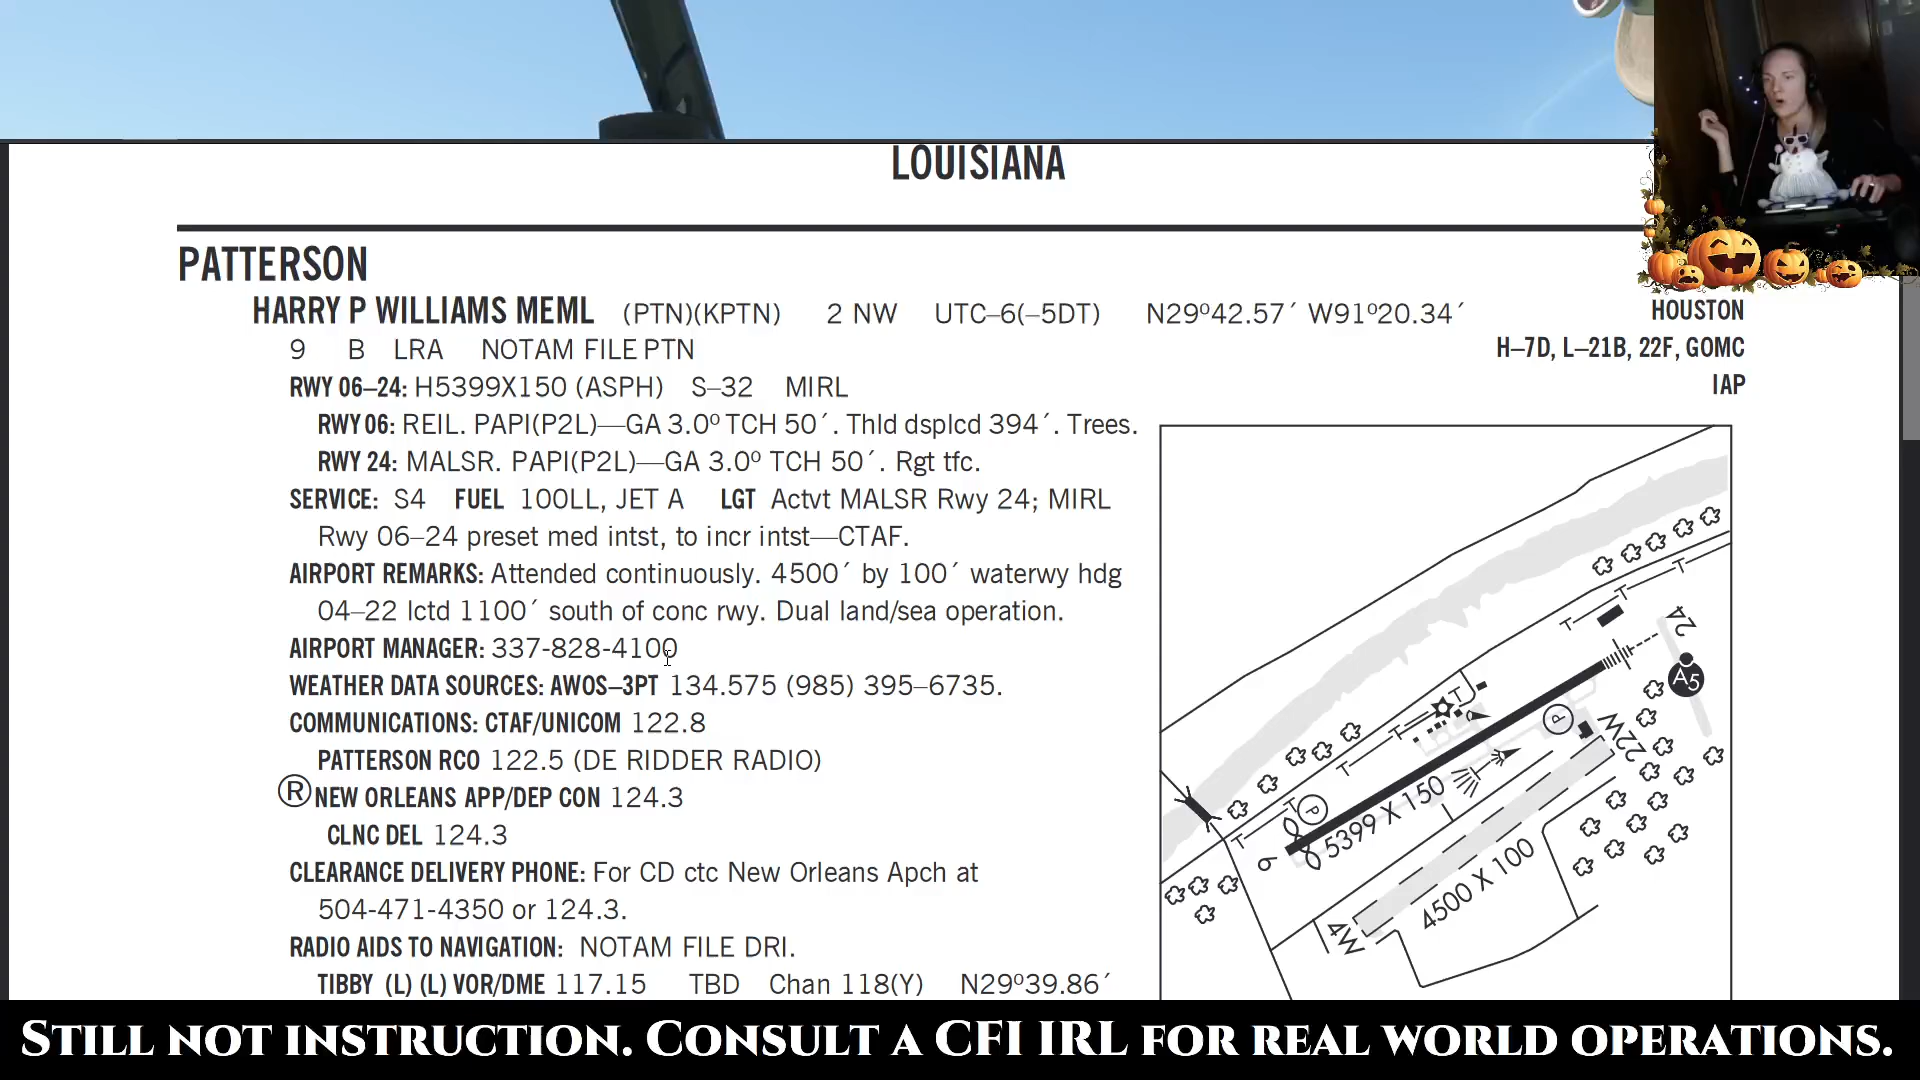 LOUISIANA
PATTERSON
HARRY P WILLIAMS MEML (PTN)(KPTN) 2 NW UTC–6(–5DT) N29º42.57´ W91º20.34´
HOUSTON
9 B LRA NOTAM FILE PTN
H–7D, L–21B, 22F, GOMC
IAP
RWY 06–24: H5399X150 (ASPH) S–32 MIRL
RWY 06: REIL. PAPI(P2L)—GA 3.0º TCH 50´. Thld dsplcd 394´. Trees.
RWY 24: MALSR. PAPI(P2L)—GA 3.0º TCH 50´. Rgt tfc.
SERVICE: S4 FUEL 100LL, JET A LGT Actvt MALSR Rwy 24; MIRL
Rwy 06–24 preset med intst, to incr intst—CTAF.
AIRPORT REMARKS: Attended continuously. 4500´ by 100´ waterwy hdg
04–22 lctd 1100´ south of conc rwy. Dual land/sea operation.
AIRPORT MANAGER: 337-828-4100
WEATHER DATA SOURCES: AWOS–3PT 134.575 (985) 395–6735.
COMMUNICATIONS: CTAF/UNICOM 122.8
PATTERSON RCO 122.5 (DE RIDDER RADIO)
Ⓡ NEW ORLEANS APP/DEP CON 124.3
CLNC DEL 124.3
CLEARANCE DELIVERY PHONE: For CD ctc New Orleans Apch at
504-471-4350 or 124.3.
RADIO AIDS TO NAVIGATION: NOTAM FILE DRI.
TIBBY (L) (L) VOR/DME 117.15 TBD Chan 118(Y) N29º39.86´
24
A5
P
22W
P
6
5399 X 150
4500 X 100
4W
STILL NOT INSTRUCTION. CONSULT A CFI IRL FOR REAL WORLD OPERATIONS.